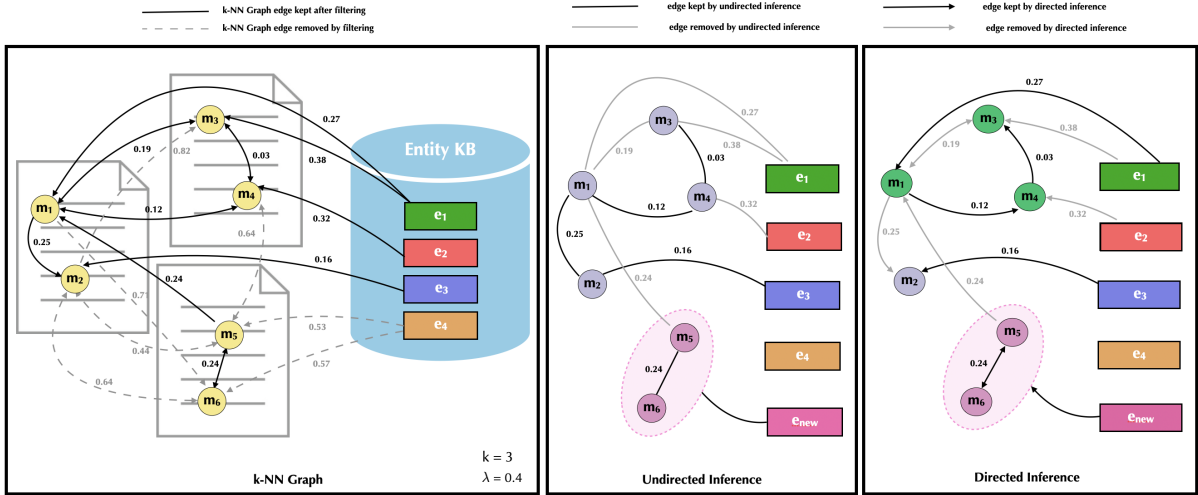 k-NN Graph edge kept after filtering
k-NN Graph edge removed by filtering
edge kept by undirected inference
edge removed by undirected inference
edge kept by directed inference
edge removed by directed inference
m3
0.19
0.82
0.27
0.38
0.03
Entity KB
m1
m4
0.12
0.32
e1
0.25
0.64
e2
0.16
m2
0.24
e3
0.71
0.53
e4
m5
0.44
0.24
0.57
0.64
m6
k = 3
λ = 0.4
k-NN Graph
0.27
m3
0.19
0.38
0.03
e1
m1
m4
0.12
0.32
e2
0.25
0.16
m2
0.24
e3
m5
e4
0.24
m6
enew
Undirected Inference
0.27
m3
0.38
0.19
0.03
e1
m1
m4
0.12
0.32
e2
0.25
0.16
m2
0.24
e3
m5
e4
0.24
m6
enew
Directed Inference